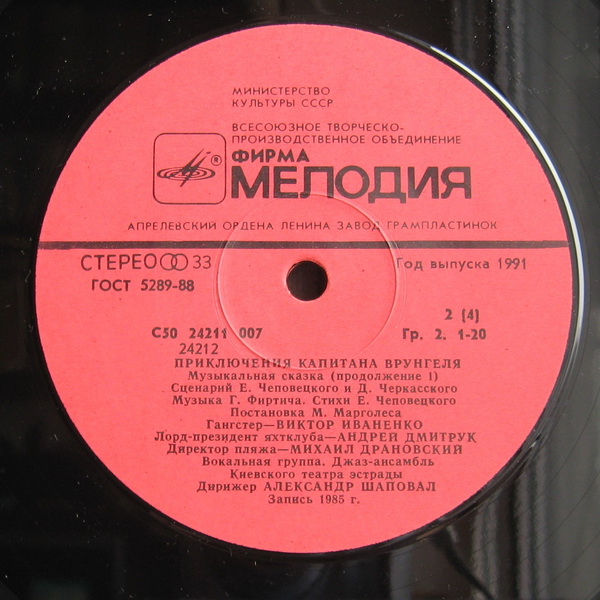 МИНИСТЕРСТВО
КУЛЬТУРЫ СССР
ВСЕСОЮЗНОЕ ТВОРЧЕСКО-
ПРОИЗВОДСТВЕННОЕ ОБЪЕДИНЕНИЕ
®
ФИРМА
МЕЛОДИЯ
АПРЕЛЕВСКИЙ ОРДЕНА ЛЕНИНА ЗАВОД ГРАМПЛАСТИНОК
СТЕРЕО 33
Год выпуска 1991
ГОСТ 5289-88
2 [4]
С50 24211 007
Гр. 2. 1-20
24212
ПРИКЛЮЧЕНИЯ КАПИТАНА ВРУНГЕЛЯ
Музыкальная сказка (продолжение 1)
Сценарий Е. Чеповецкого и Д. Черкасского
Музыка Г. Фиртича. Стихи Е. Чеповецкого
Постановка М. Марголеса
Гангстер—ВИКТОР ИВАНЕНКО
Лорд-президент яхтклуба—АНДРЕЙ ДМИТРУК
Директор пляжа—МИХАИЛ ДРАНОВСКИЙ
Вокальная группа. Джаз-ансамбль
Киевского театра эстрады
Дирижер АЛЕКСАНДР ШАПОВАЛ
Запись 1985 г.